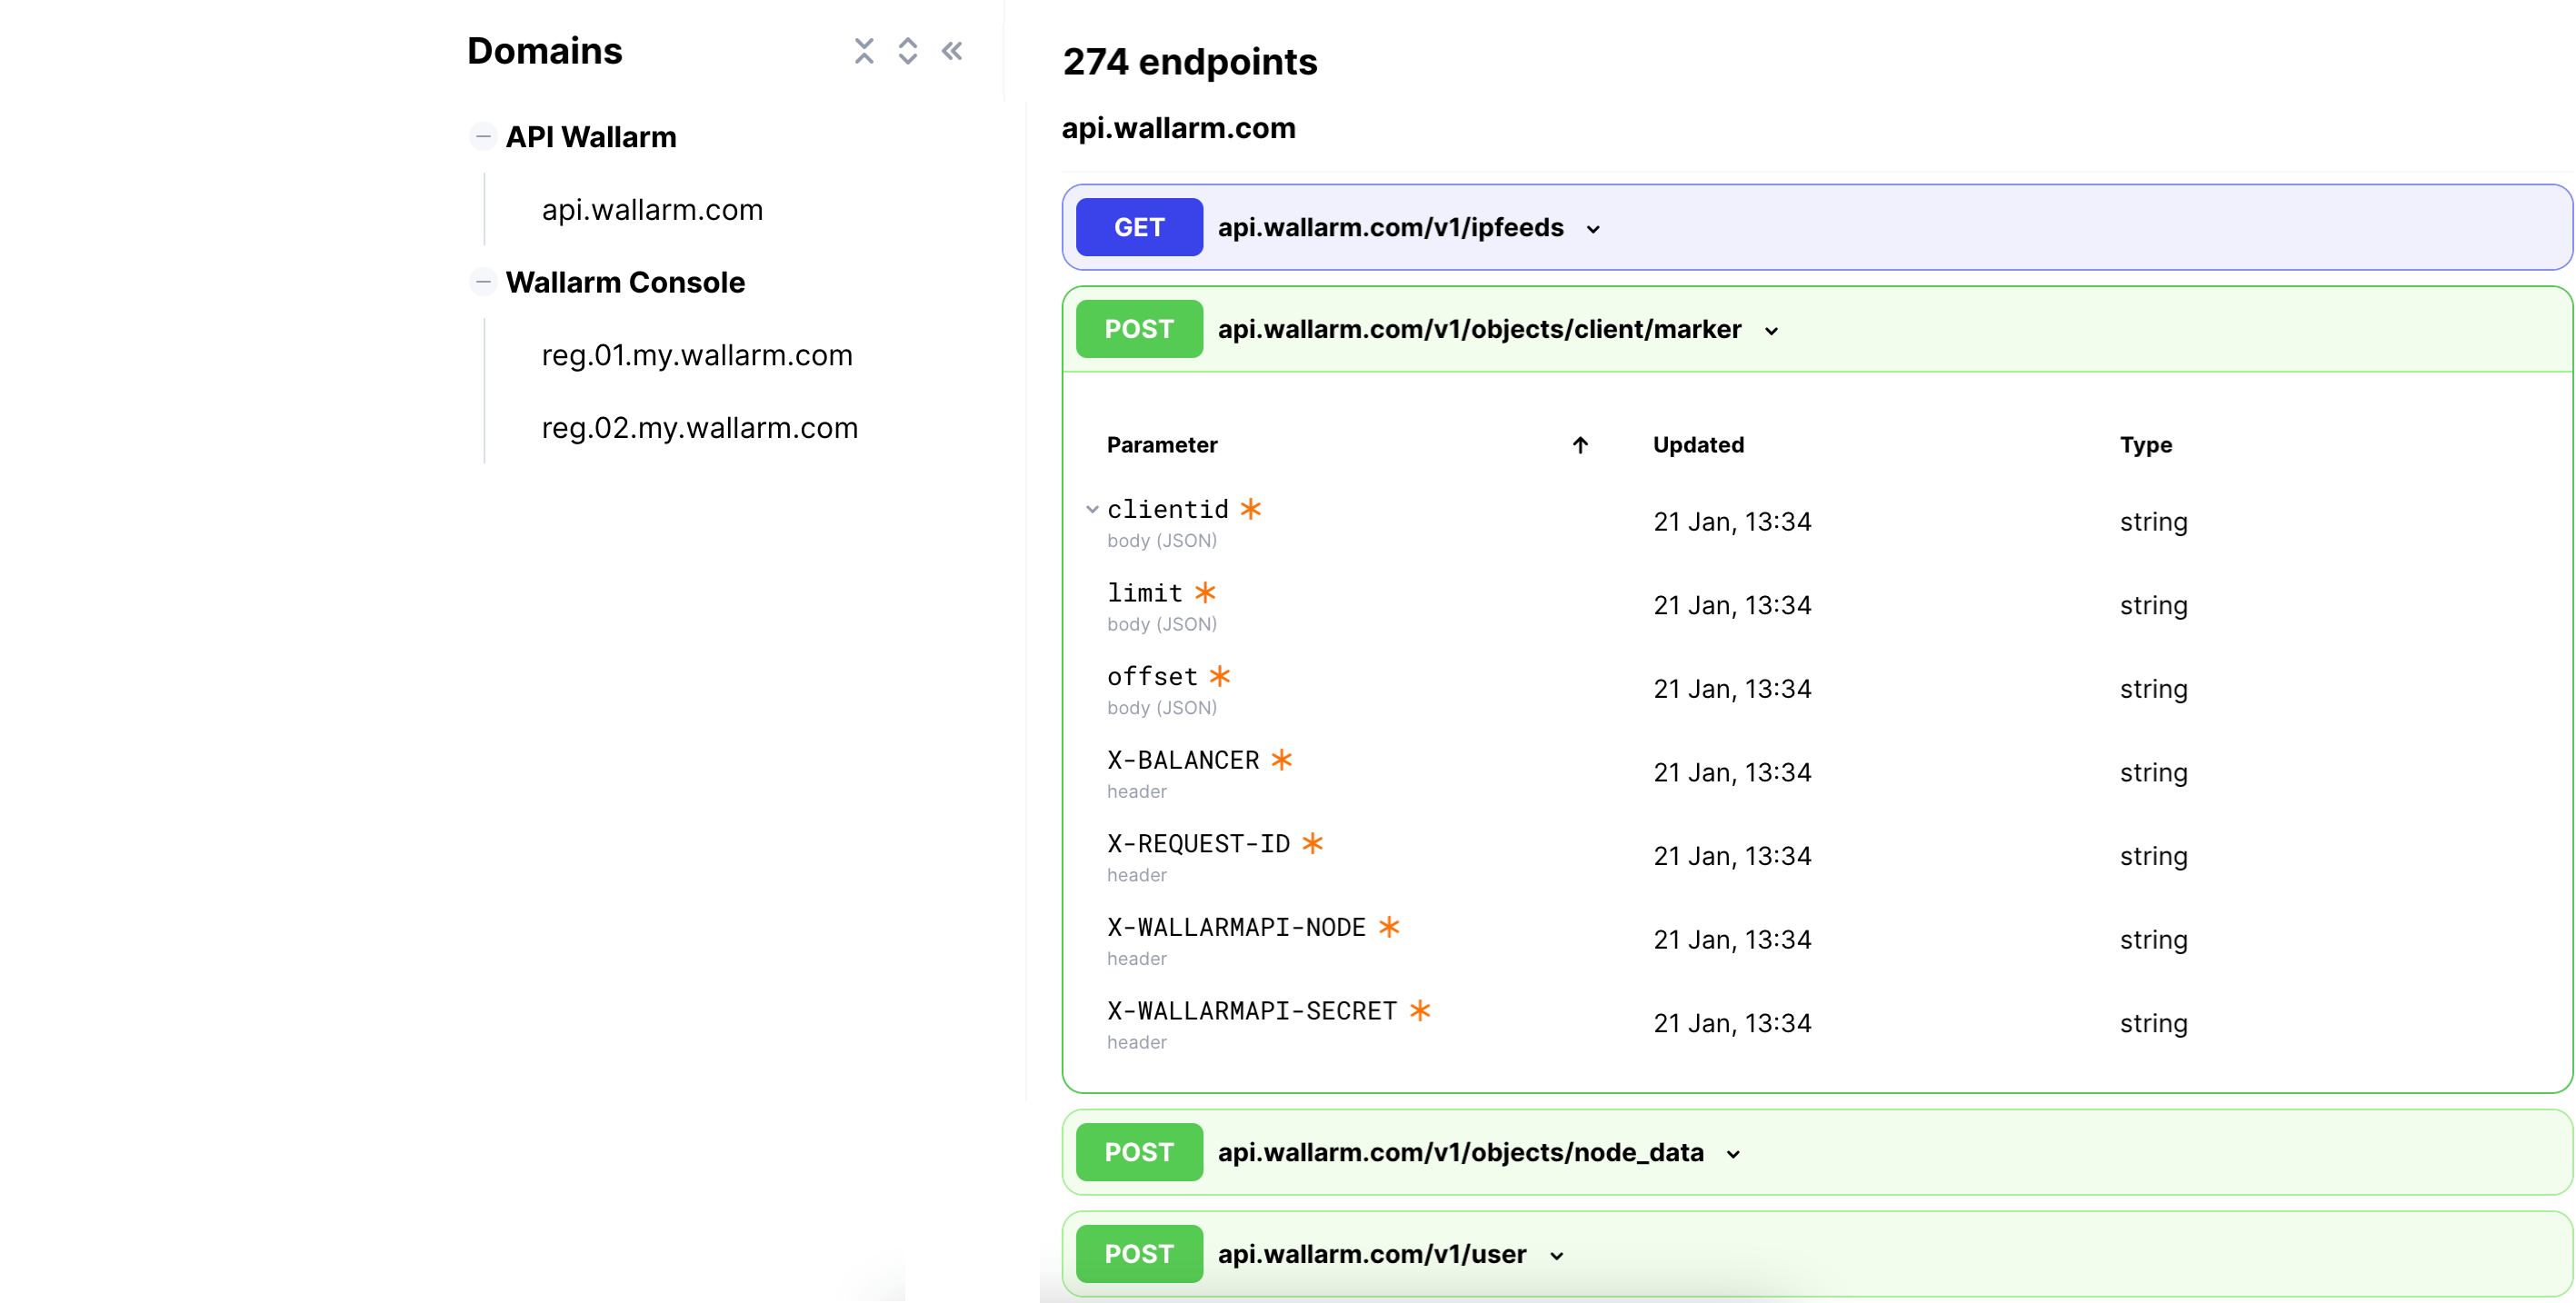 Domains
API Wallarm
api.wallarm.com
Wallarm Console
reg.01.my.wallarm.com
reg.02.my.wallarm.com
274 endpoints
api.wallarm.com
GET api.wallarm.com/v1/ipfeeds
POST api.wallarm.com/v1/objects/client/marker
Parameter Updated Type
clientid * 21 Jan, 13:34 string
body (JSON)
limit * 21 Jan, 13:34 string
body (JSON)
offset * 21 Jan, 13:34 string
body (JSON)
X-BALANCER * 21 Jan, 13:34 string
header
X-REQUEST-ID * 21 Jan, 13:34 string
header
X-WALLARMAPI-NODE * 21 Jan, 13:34 string
header
X-WALLARMAPI-SECRET * 21 Jan, 13:34 string
header
POST api.wallarm.com/v1/objects/node_data
POST api.wallarm.com/v1/user